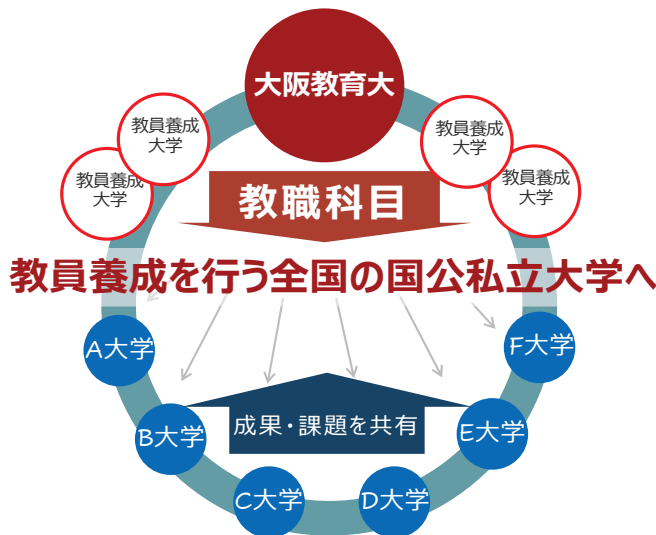 大阪教育大
教員養成
大学
教員養成
大学
教員養成
大学
教員養成
大学
教職科目
教員養成を行う全国の国公私立大学へ
A大学
F大学
成果・課題を共有
B大学
E大学
C大学
D大学